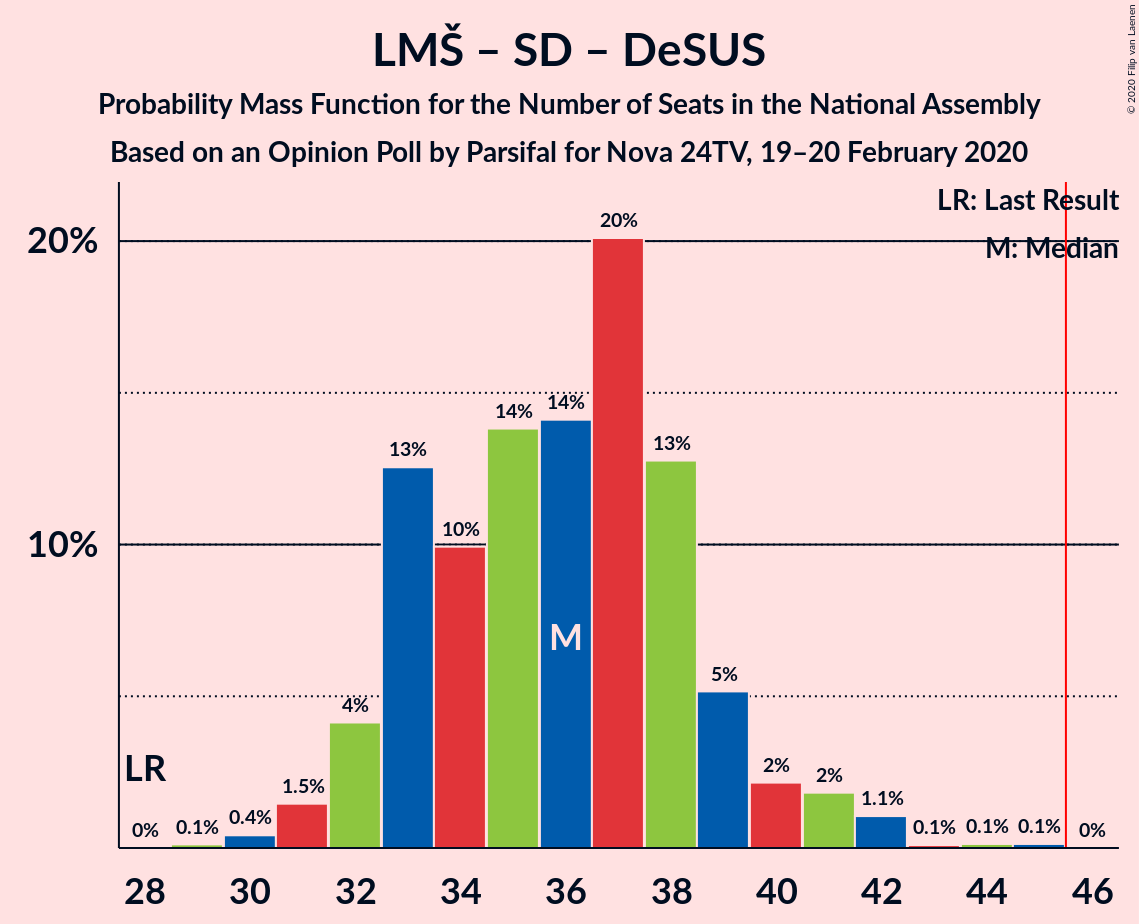 LMŠ – SD – DeSUS
Probability Mass Function for the Number of Seats in the National Assembly
Based on an Opinion Poll by Parsifal for Nova 24TV, 19–20 February 2020
© 2020 Filip van Laenen
LR: Last Result
M: Median
20%
10%
0%
0.1%
0.4%
1.5%
4%
13%
10%
14%
14%
20%
13%
5%
2%
2%
1.1%
0.1%
0.1%
0.1%
0%
LR
M
28 30 32 34 36 38 40 42 44 46